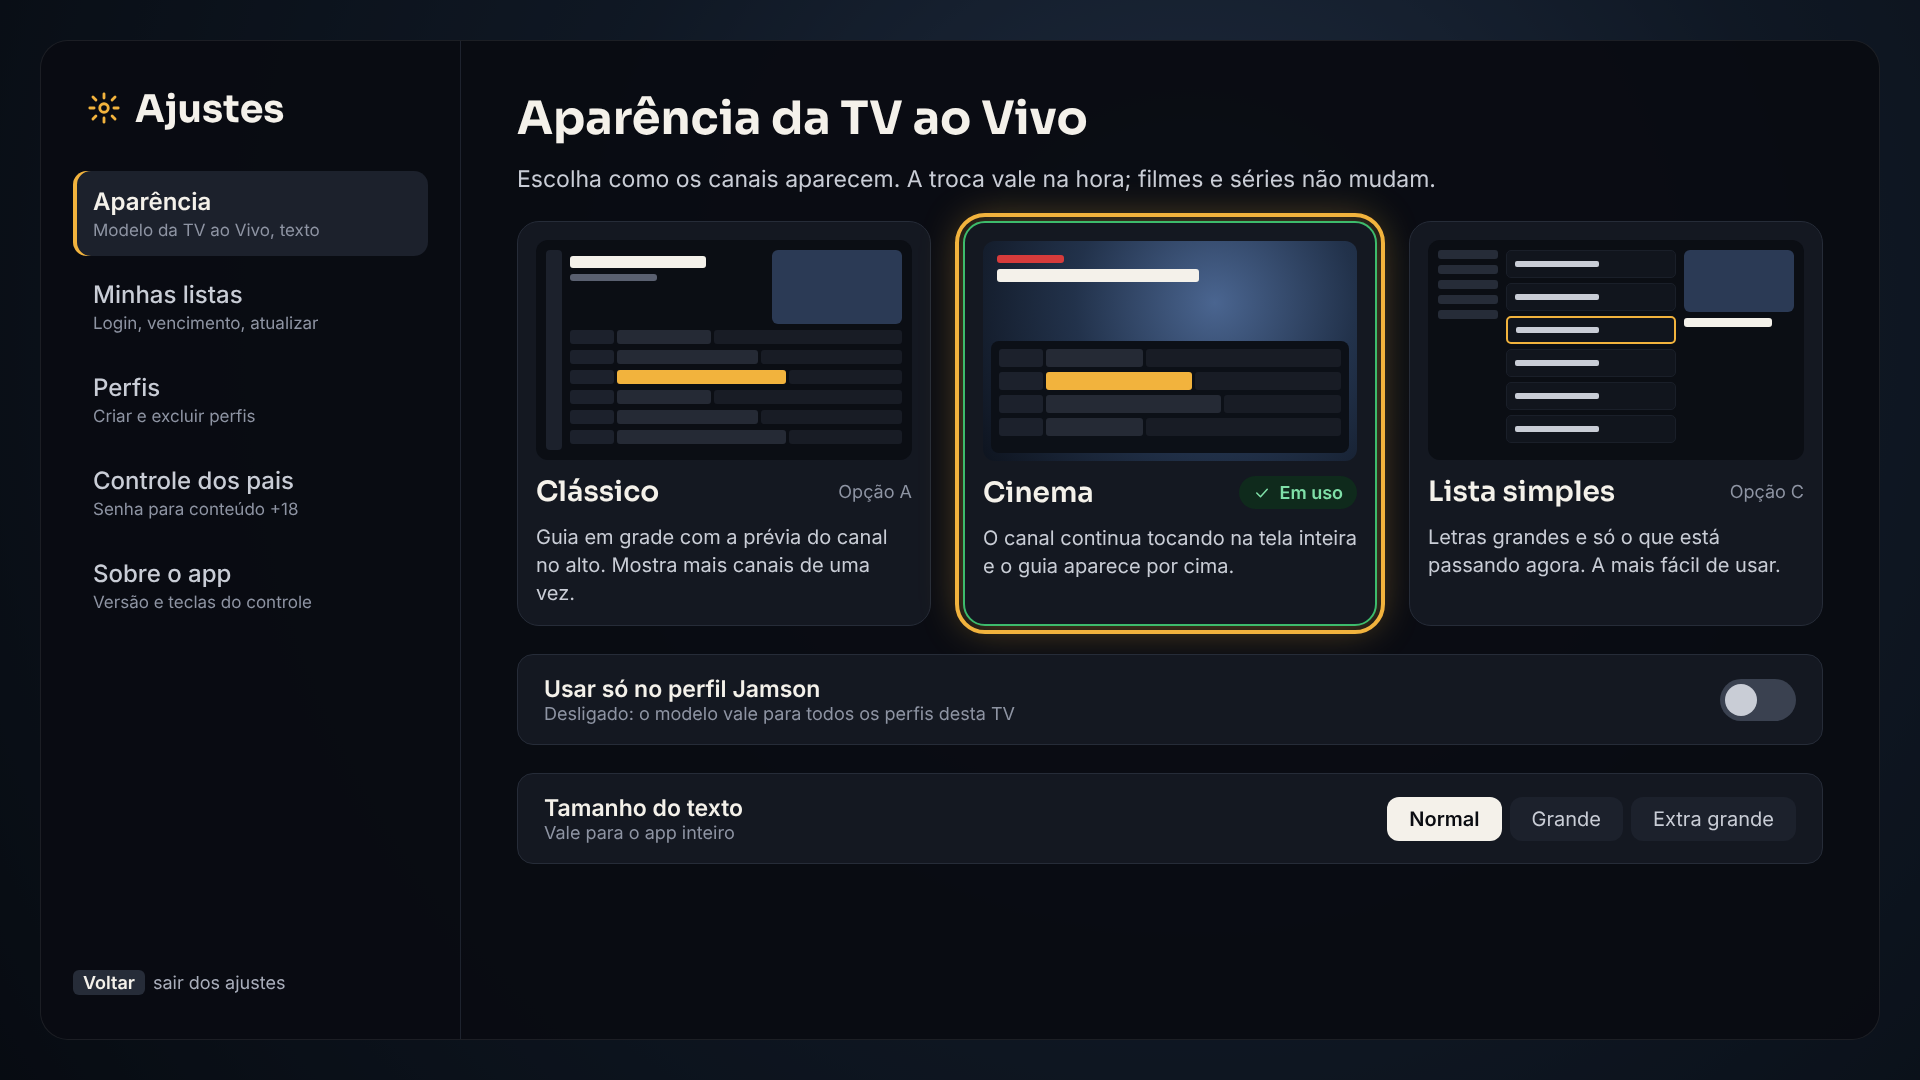 Ajustes
Aparência
Modelo da TV ao Vivo, texto
Minhas listas
Login, vencimento, atualizar
Perfis
Criar e excluir perfis
Controle dos pais
Senha para conteúdo +18
Sobre o app
Versão e teclas do controle
Voltar sair dos ajustes
Aparência da TV ao Vivo
Escolha como os canais aparecem. A troca vale na hora; filmes e séries não mudam.
Clássico Opção A
Guia em grade com a prévia do canal
no alto. Mostra mais canais de uma
vez.
Cinema Em uso
O canal continua tocando na tela inteira
e o guia aparece por cima.
Lista simples Opção C
Letras grandes e só o que está
passando agora. A mais fácil de usar.
Usar só no perfil Jamson
Desligado: o modelo vale para todos os perfis desta TV
Tamanho do texto
Vale para o app inteiro
Normal Grande Extra grande